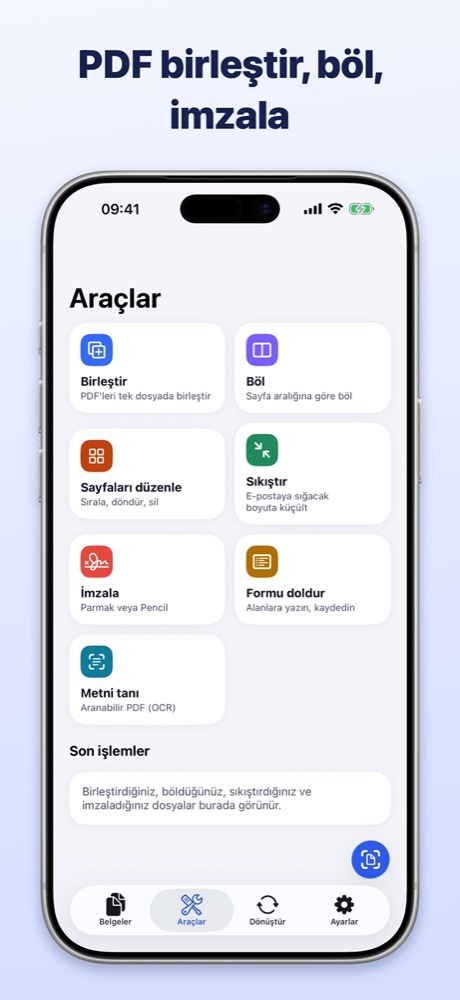 PDF birleştir, böl,
imzala
09:41
Araçlar
Birleştir
PDF'leri tek dosyada birleştir
Böl
Sayfa aralığına göre böl
Sayfaları düzenle
Sırala, döndür, sil
Sıkıştır
E-postaya sığacak
boyuta küçült
İmzala
Parmak veya Pencil
Formu doldur
Alanlara yazın, kaydedin
Metni tanı
Aranabilir PDF (OCR)
Son işlemler
Birleştirdiğiniz, böldüğünüz, sıkıştırdığınız ve
imzaladığınız dosyalar burada görünür.
Belgeler
Araçlar
Dönüştür
Ayarlar